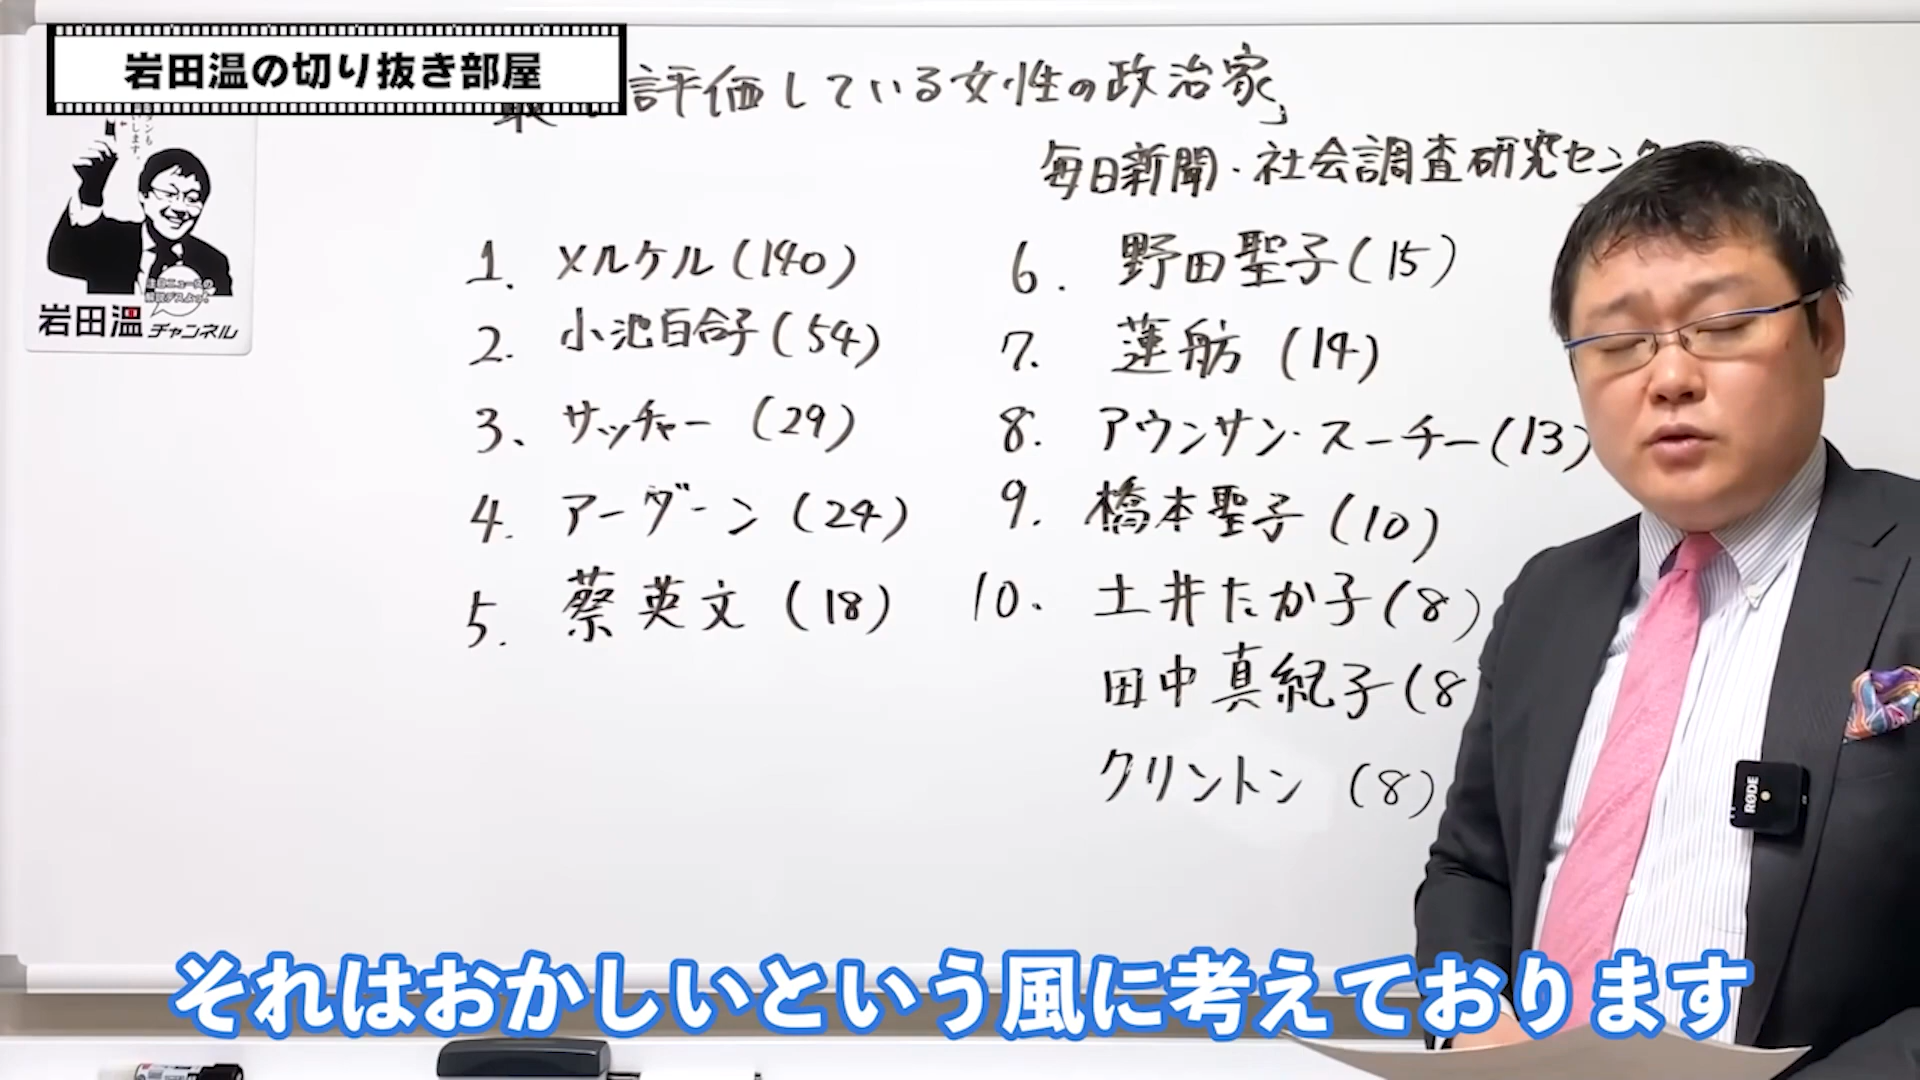 岩田温の切り抜き部屋
評価している女性の政治家」
毎日新聞・社会調査研究セン
岩田温チャンネル
1. メルケル(140)
2. 小池百合子(54)
3、サッチャー(29)
4. アーダーン(24)
5. 蔡英文(18)
6. 野田聖子(15)
7. 蓮舫(14)
8. アウンサン・スーチー(13)
9. 橋本聖子(10)
10. 土井たか子(8)
田中真紀子(8
クリントン(8)
RØDE
それはおかしいという風に考えております